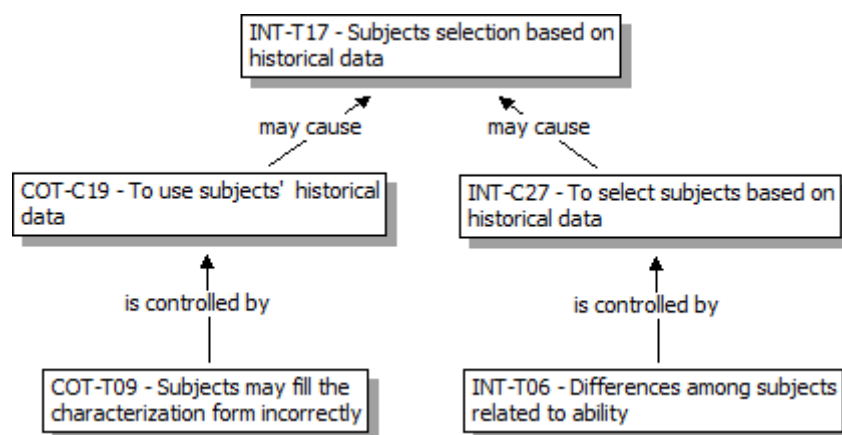 INT-T17 - Subjects selection based on
historical data
may cause
may cause
COT-C19 - To use subjects' historical
data
INT-C27 - To select subjects based on
historical data
is controlled by
is controlled by
COT-T09 - Subjects may fill the
characterization form incorrectly
INT-T06 - Differences among subjects
related to ability